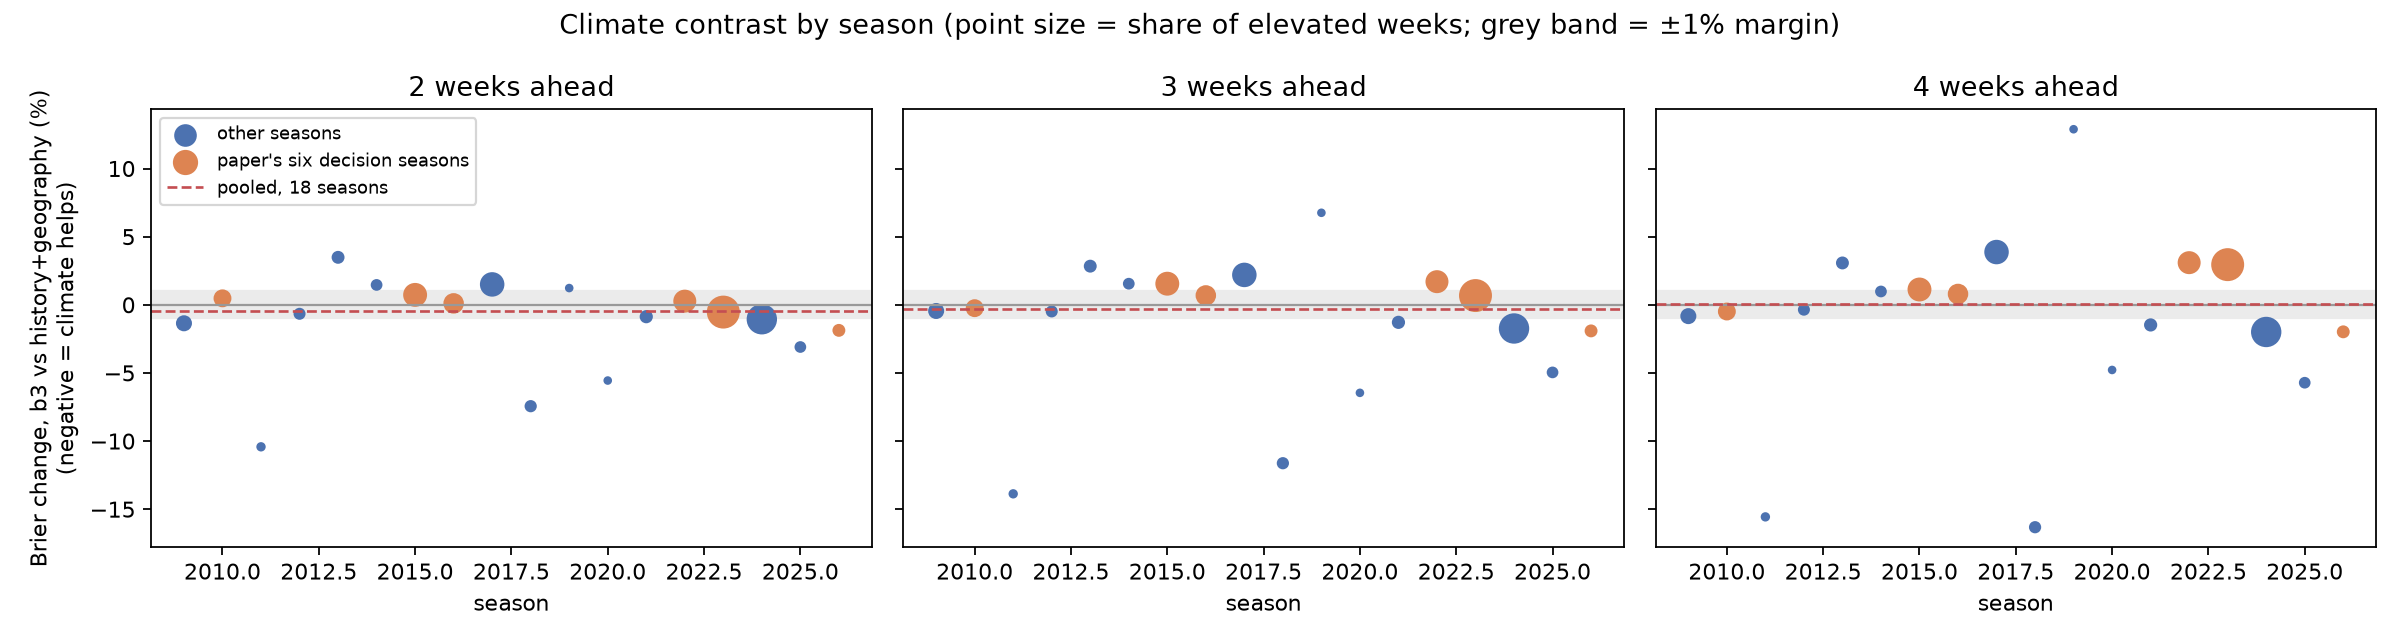 Climate contrast by season (point size = share of elevated weeks; grey band = ±1% margin)
2 weeks ahead
3 weeks ahead
4 weeks ahead
Brier change, b3 vs history+geography (%)
(negative = climate helps)
other seasons
paper's six decision seasons
pooled, 18 seasons
10
5
0
−5
−10
−15
2010.0 2012.5 2015.0 2017.5 2020.0 2022.5 2025.0
2010.0 2012.5 2015.0 2017.5 2020.0 2022.5 2025.0
2010.0 2012.5 2015.0 2017.5 2020.0 2022.5 2025.0
season
season
season